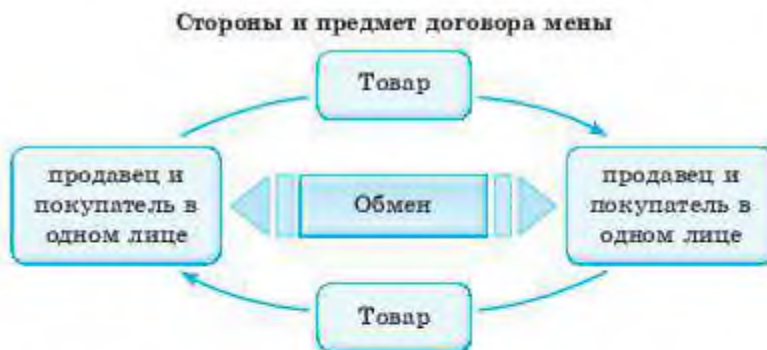 Стороны и предмет договора мены
Товар
продавец и
покупатель в
одном лице
Обмен
продавец и
покупатель в
одном лице
Товар